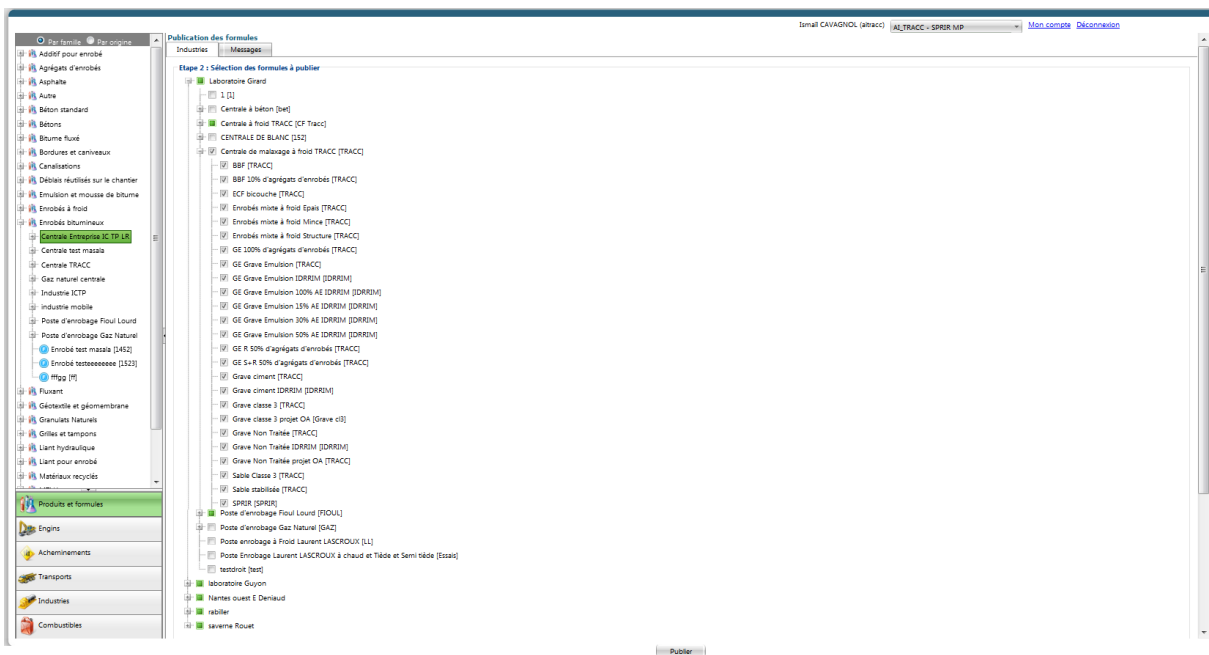 Ismail CAVAGNOL (aitracc)
AI_TRACC - SPRIR MP
Mon compte
Déconnexion
Par famille
Par origine
Additif pour enrobé
Agrégats d'enrobés
Asphalte
Autre
Béton standard
Bétons
Bitume fluxé
Bordures et caniveaux
Canalisations
Déblais réutilisés sur le chantier
Emulsion et mousse de bitume
Enrobés à froid
Enrobés bitumineux
Centrale Entreprise IC TP LR
Centrale test masala
Centrale TRACC
Gaz naturel centrale
Industrie ICTP
industrie mobile
Poste d'enrobage Fioul Lourd
Poste d'enrobage Gaz Naturel
Enrobé test masala [1452]
Enrobé testeeeeeee [1523]
fffgg [ff]
Fluxant
Géotextile et géomembrane
Granulats Naturels
Grilles et tampons
Liant hydraulique
Liant pour enrobé
Matériaux recyclés
Produits et formules
Engins
Acheminements
Transports
Industries
Combustibles
Publication des formules
Industries
Messages
Etape 2 : Sélection des formules à publier
Laboratoire Girard
1 [1]
Centrale à béton [bet]
Centrale à froid TRACC [CF Tracc]
CENTRALE DE BLANC [152]
Centrale de malaxage à froid TRACC [TRACC]
BBF [TRACC]
BBF 10% d'agrégats d'enrobés [TRACC]
ECF bicouche [TRACC]
Enrobés mixte à froid Epais [TRACC]
Enrobés mixte à froid Mince [TRACC]
Enrobés mixte à froid Structure [TRACC]
GE 100% d'agrégats d'enrobés [TRACC]
GE Grave Emulsion [TRACC]
GE Grave Emulsion IDRRIM [IDRRIM]
GE Grave Emulsion 100% AE IDRRIM [IDRRIM]
GE Grave Emulsion 15% AE IDRRIM [IDRRIM]
GE Grave Emulsion 30% AE IDRRIM [IDRRIM]
GE Grave Emulsion 50% AE IDRRIM [IDRRIM]
GE R 50% d'agrégats d'enrobés [TRACC]
GE S+R 50% d'agrégats d'enrobés [TRACC]
Grave ciment [TRACC]
Grave ciment IDRRIM [IDRRIM]
Grave classe 3 [TRACC]
Grave classe 3 projet OA [Grave cl3]
Grave Non Traitée [TRACC]
Grave Non Traitée IDRRIM [IDRRIM]
Grave Non Traitée projet OA [TRACC]
Sable Classe 3 [TRACC]
Sable stabilisée [TRACC]
SPRIR [SPRIR]
Poste d'enrobage Fioul Lourd [FIOUL]
Poste d'enrobage Gaz Naturel [GAZ]
Poste enrobage à Froid Laurent LASCROUX [LL]
Poste Enrobage Laurent LASCROUX à chaud et Tiède et Semi tiède [Essais]
testdroit [test]
laboratoire Guyon
Nantes ouest E Deniaud
rabiller
saverne Rouet
Publier